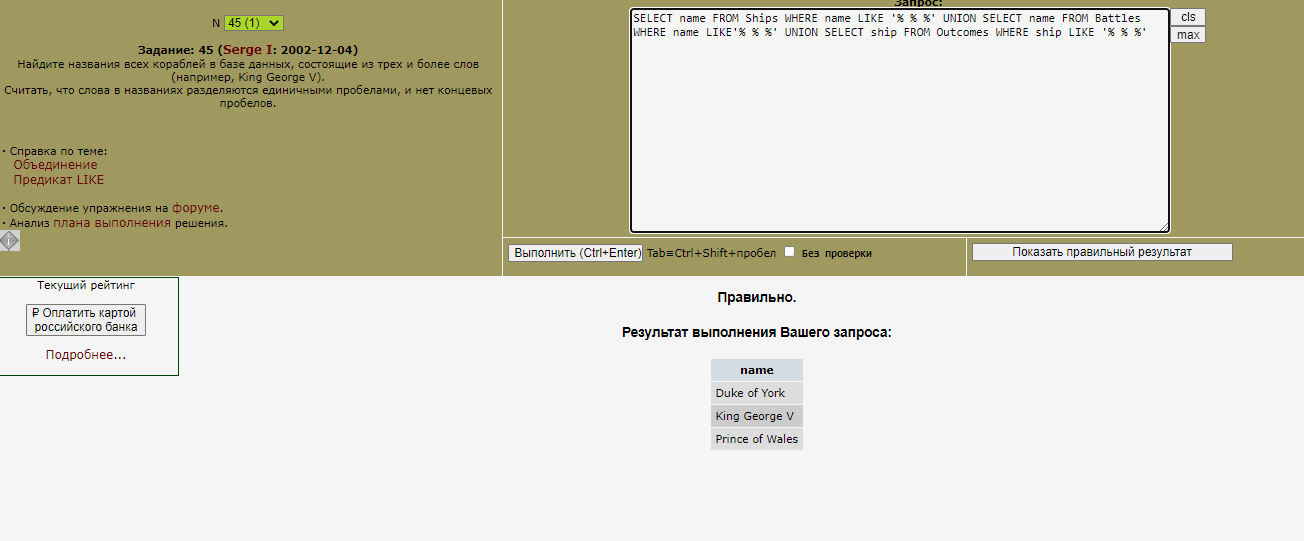 N 45 (1)
Задание: 45 (Serge I: 2002-12-04)
Найдите названия всех кораблей в базе данных, состоящие из трех и более слов
(например, King George V).
Считать, что слова в названиях разделяются единичными пробелами, и нет концевых
пробелов.
· Справка по теме:
Объединение
Предикат LIKE
· Обсуждение упражнения на форуме.
· Анализ плана выполнения решения.
Запрос:
SELECT name FROM Ships WHERE name LIKE '% % %' UNION SELECT name FROM Battles
WHERE name LIKE'% % %' UNION SELECT ship FROM Outcomes WHERE ship LIKE '% % %'
cls
max
Выполнить (Ctrl+Enter) Tab≡Ctrl+Shift+пробел Без проверки
Показать правильный результат
Текущий рейтинг
₽ Оплатить картой
российского банка
Подробнее...
Правильно.
Результат выполнения Вашего запроса:
name
Duke of York
King George V
Prince of Wales